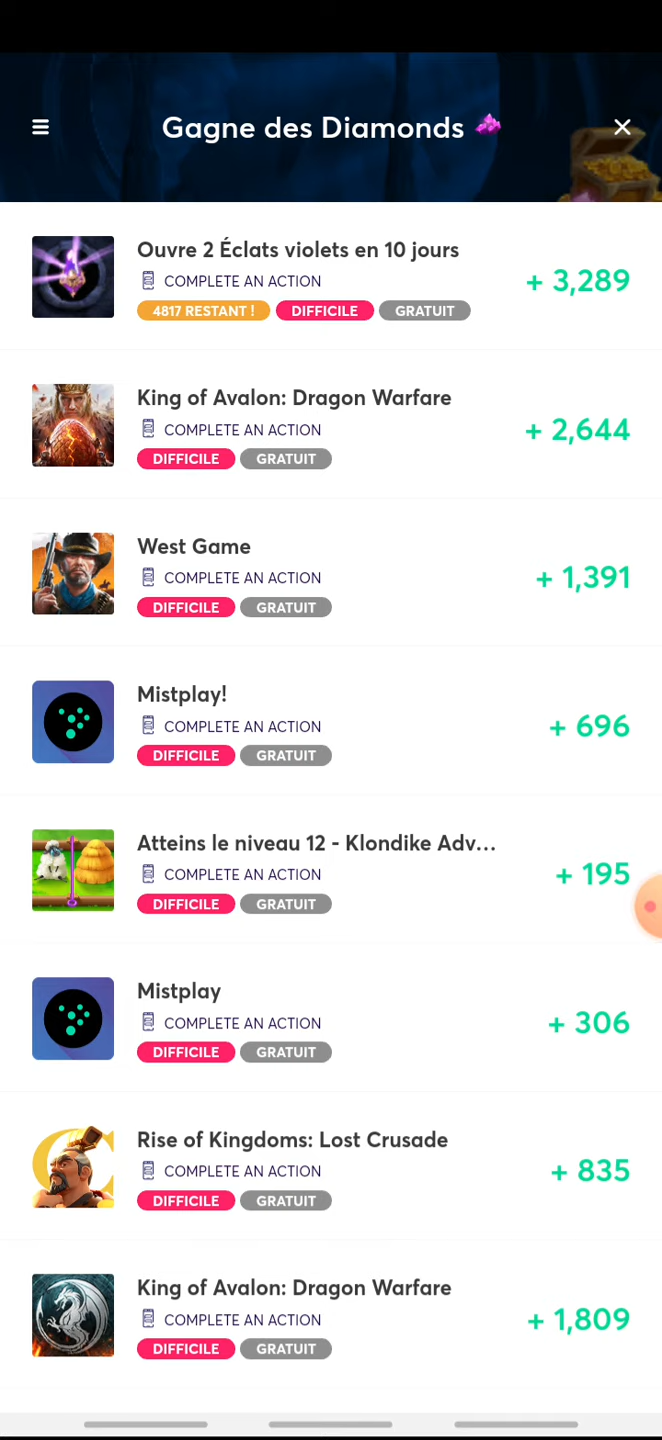 Gagne des Diamonds
Ouvre 2 Éclats violets en 10 jours
COMPLETE AN ACTION
+ 3,289
4817 RESTANT ! DIFFICILE GRATUIT
King of Avalon: Dragon Warfare
COMPLETE AN ACTION
+ 2,644
DIFFICILE GRATUIT
West Game
COMPLETE AN ACTION
+ 1,391
DIFFICILE GRATUIT
Mistplay!
COMPLETE AN ACTION
+ 696
DIFFICILE GRATUIT
Atteins le niveau 12 - Klondike Adv...
COMPLETE AN ACTION
+ 195
DIFFICILE GRATUIT
Mistplay
COMPLETE AN ACTION
+ 306
DIFFICILE GRATUIT
Rise of Kingdoms: Lost Crusade
COMPLETE AN ACTION
+ 835
DIFFICILE GRATUIT
King of Avalon: Dragon Warfare
COMPLETE AN ACTION
+ 1,809
DIFFICILE GRATUIT